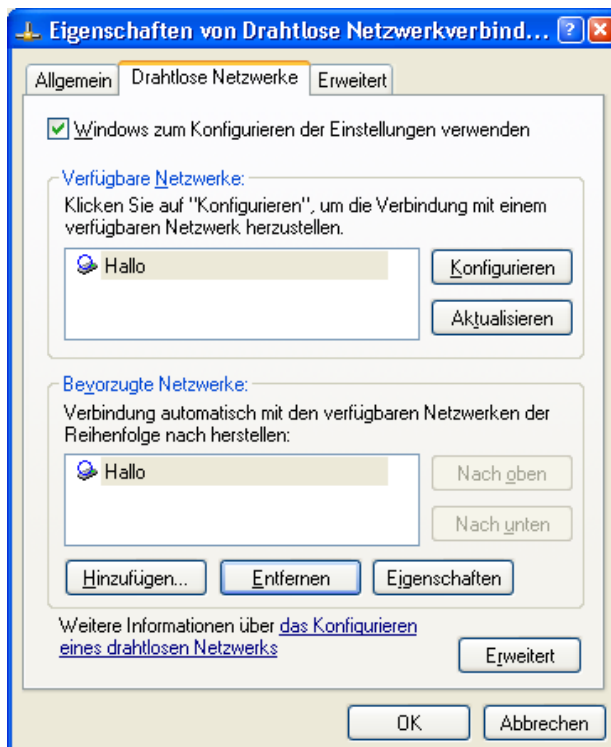 Eigenschaften von Drahtlose Netzwerkverbind...
Allgemein Drahtlose Netzwerke Erweitert
Windows zum Konfigurieren der Einstellungen verwenden
Verfügbare Netzwerke:
Klicken Sie auf "Konfigurieren", um die Verbindung mit einem
verfügbaren Netzwerk herzustellen.
Hallo
Konfigurieren
Aktualisieren
Bevorzugte Netzwerke:
Verbindung automatisch mit den verfügbaren Netzwerken der
Reihenfolge nach herstellen:
Hallo
Nach oben
Nach unten
Hinzufügen... Entfernen Eigenschaften
Weitere Informationen über das Konfigurieren
eines drahtlosen Netzwerks
Erweitert
OK Abbrechen